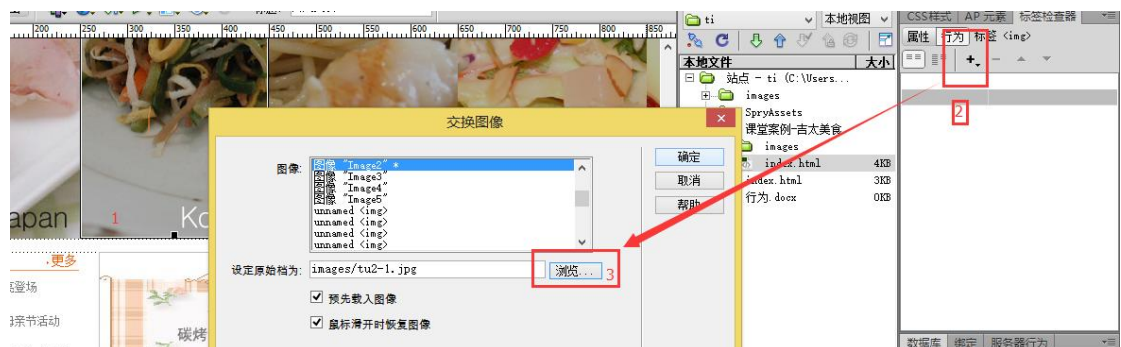 200 250 300 350 400 450 500 550 600 650 700 750 800 850
ti
本地视图
本地文件 大小
站点 - ti (C:\Users...
images
SpryAssets
课堂案例-吉太美食
images
index.html 4KB
index.html 3KB
行为.docx 0KB
CSS样式 AP 元素 标签检查器
属性 行为 标签 <img>
2
交换图像
图像:
图像 "Image2" *
图像 "Image3"
图像 "Image4"
图像 "Image5"
unnamed <img>
unnamed <img>
unnamed <img>
unnamed <img>
确定
取消
帮助
设定原始档为: images/tu2-1.jpg 浏览... 3
预先载入图像
鼠标滑开时恢复图像
apan
1
Ko
·更多
登场
亲节活动
碳烤
数据库 绑定 服务器行为